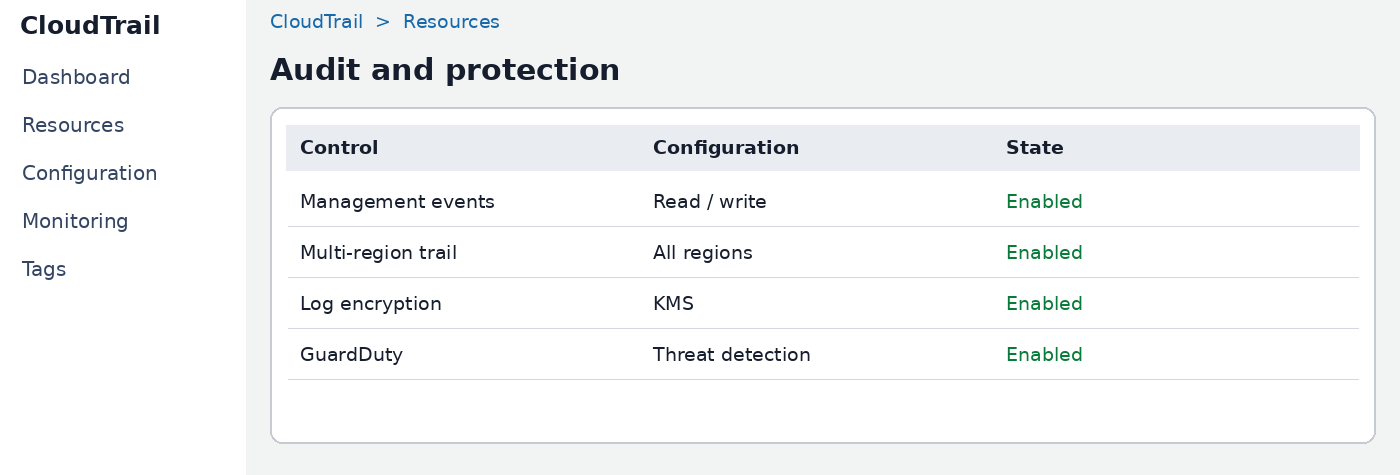 CloudTrail
Dashboard
Resources
Configuration
Monitoring
Tags
CloudTrail > Resources
Audit and protection
Control Configuration State
Management events Read / write Enabled
Multi-region trail All regions Enabled
Log encryption KMS Enabled
GuardDuty Threat detection Enabled